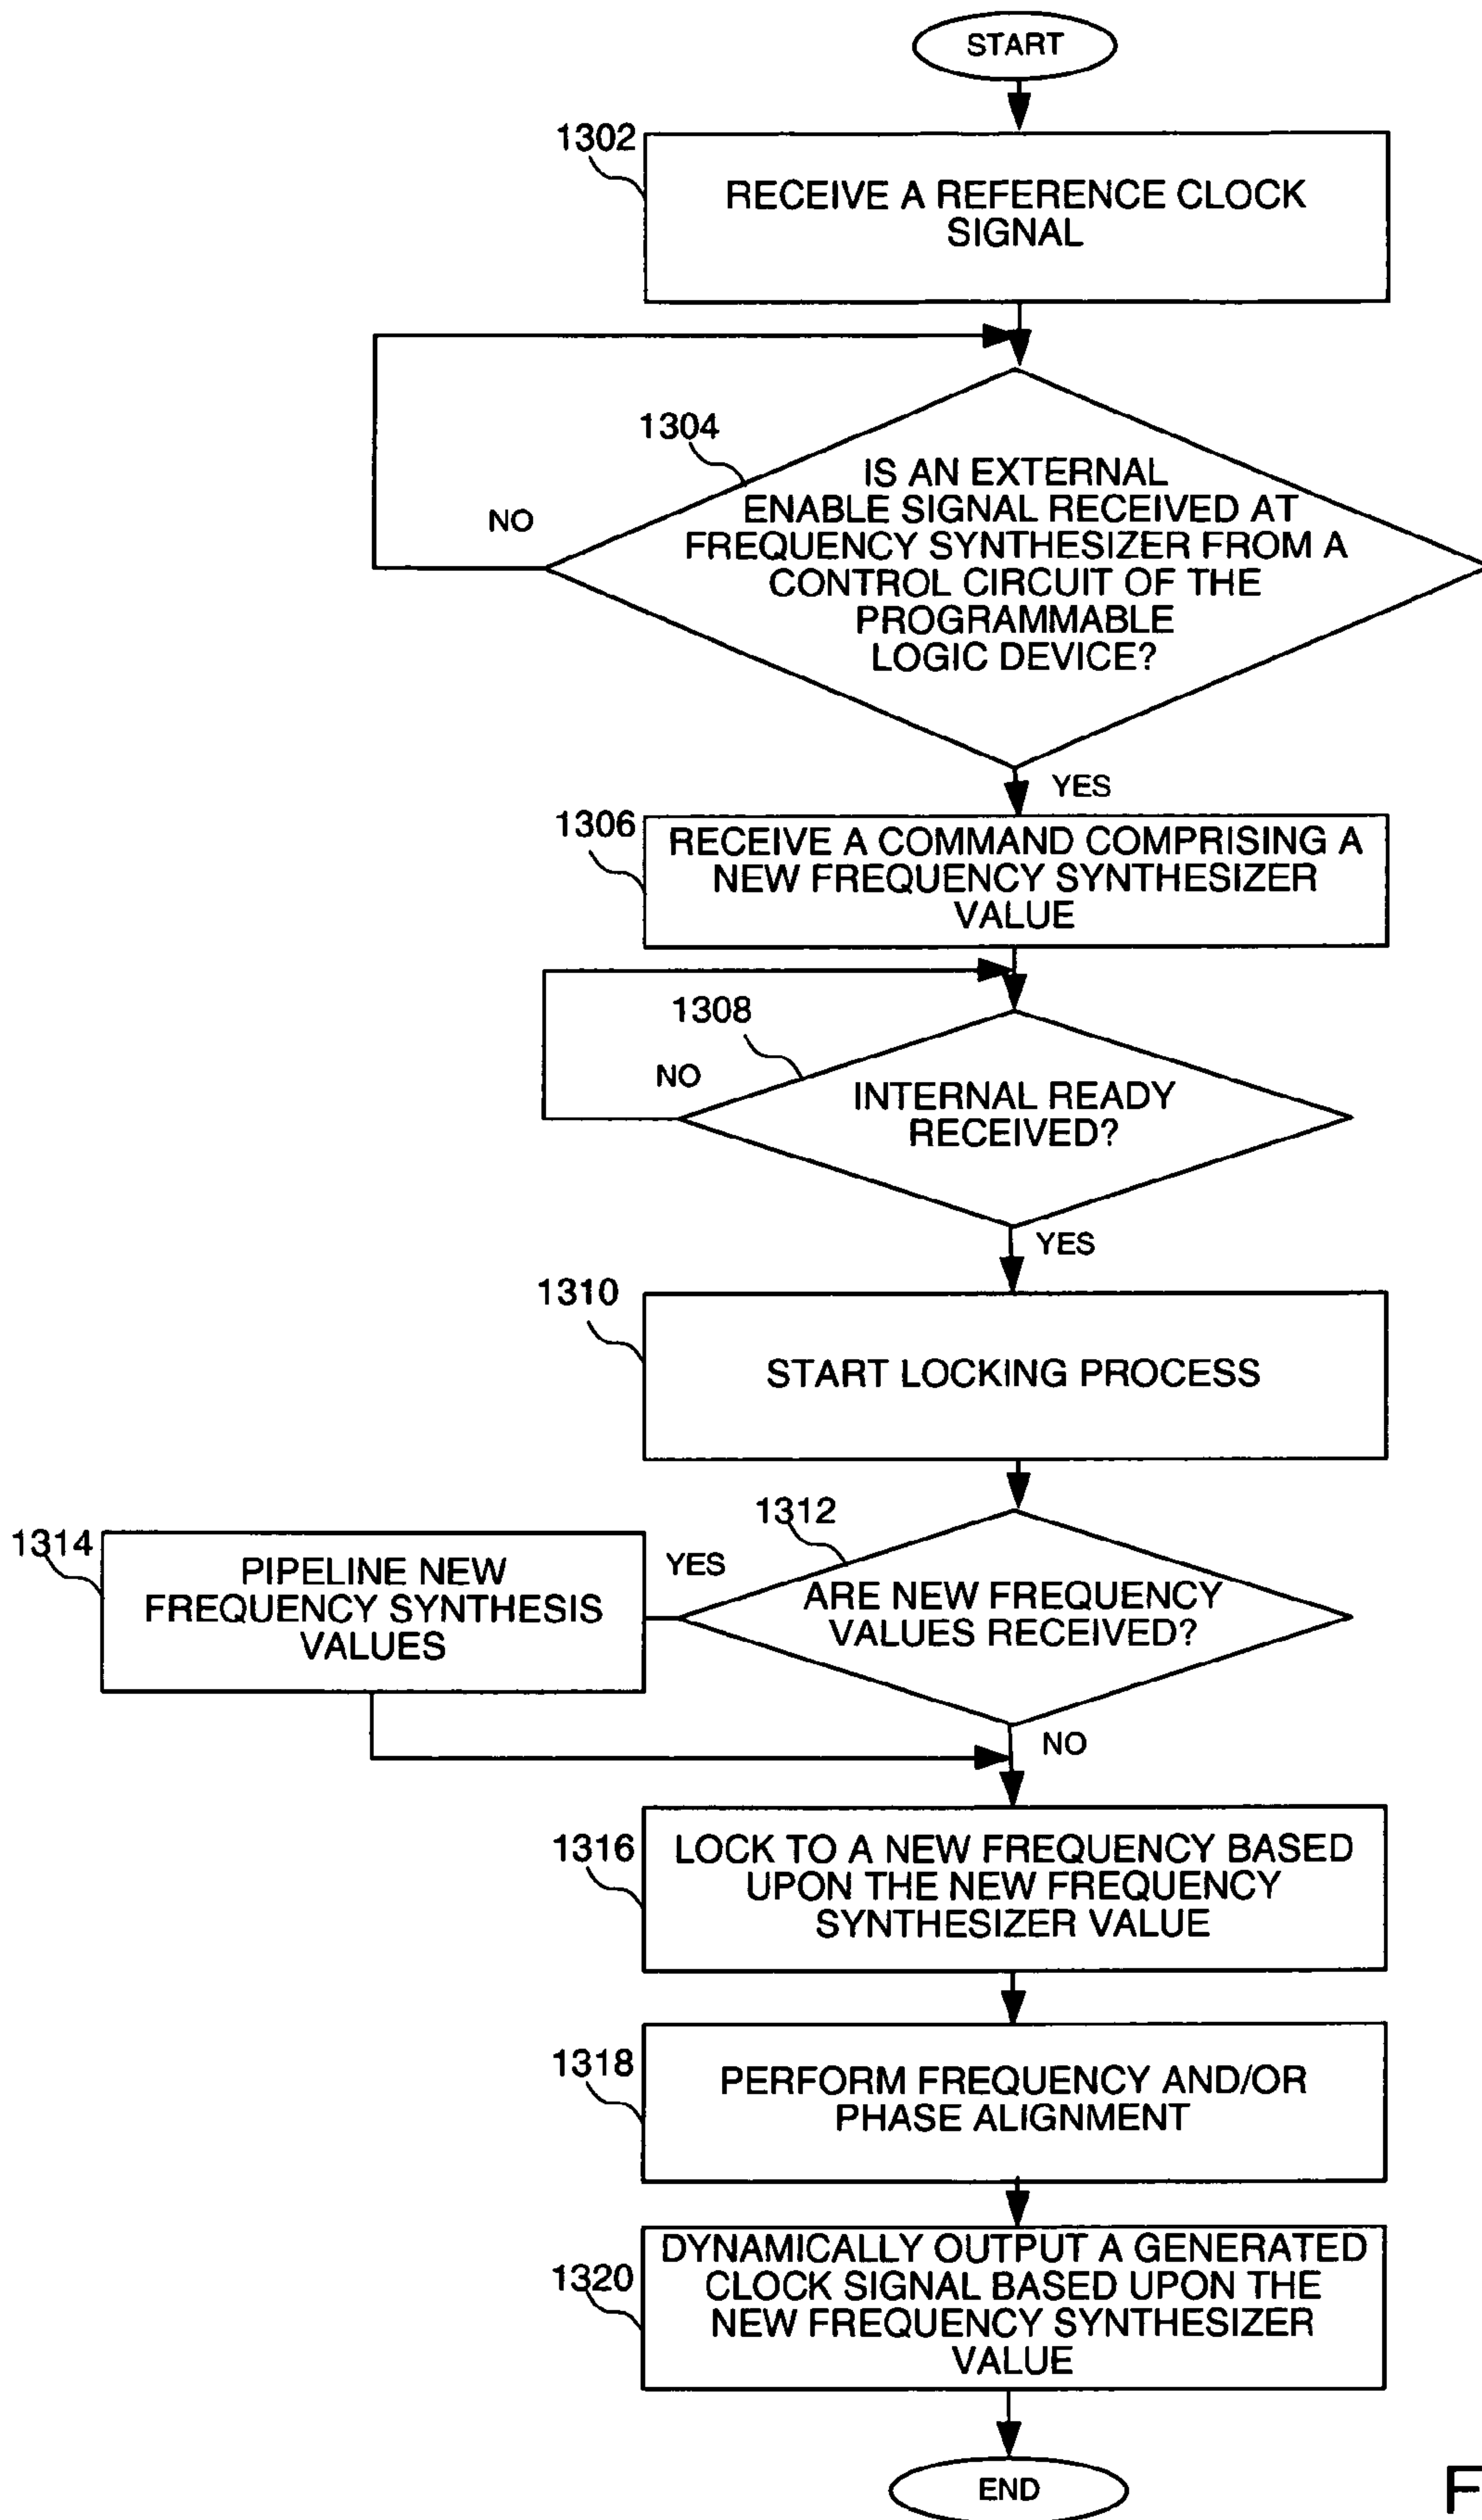 START
1302
RECEIVE A REFERENCE CLOCK
SIGNAL
1304
IS AN EXTERNAL
ENABLE SIGNAL RECEIVED AT
FREQUENCY SYNTHESIZER FROM A
CONTROL CIRCUIT OF THE
PROGRAMMABLE
LOGIC DEVICE?
NO
YES
1306
RECEIVE A COMMAND COMPRISING A
NEW FREQUENCY SYNTHESIZER
VALUE
1308
NO
INTERNAL READY
RECEIVED?
YES
1310
START LOCKING PROCESS
1312
ARE NEW FREQUENCY
VALUES RECEIVED?
YES
1314
PIPELINE NEW
FREQUENCY SYNTHESIS
VALUES
NO
1316
LOCK TO A NEW FREQUENCY BASED
UPON THE NEW FREQUENCY
SYNTHESIZER VALUE
1318
PERFORM FREQUENCY AND/OR
PHASE ALIGNMENT
1320
DYNAMICALLY OUTPUT A GENERATED
CLOCK SIGNAL BASED UPON THE
NEW FREQUENCY SYNTHESIZER
VALUE
END